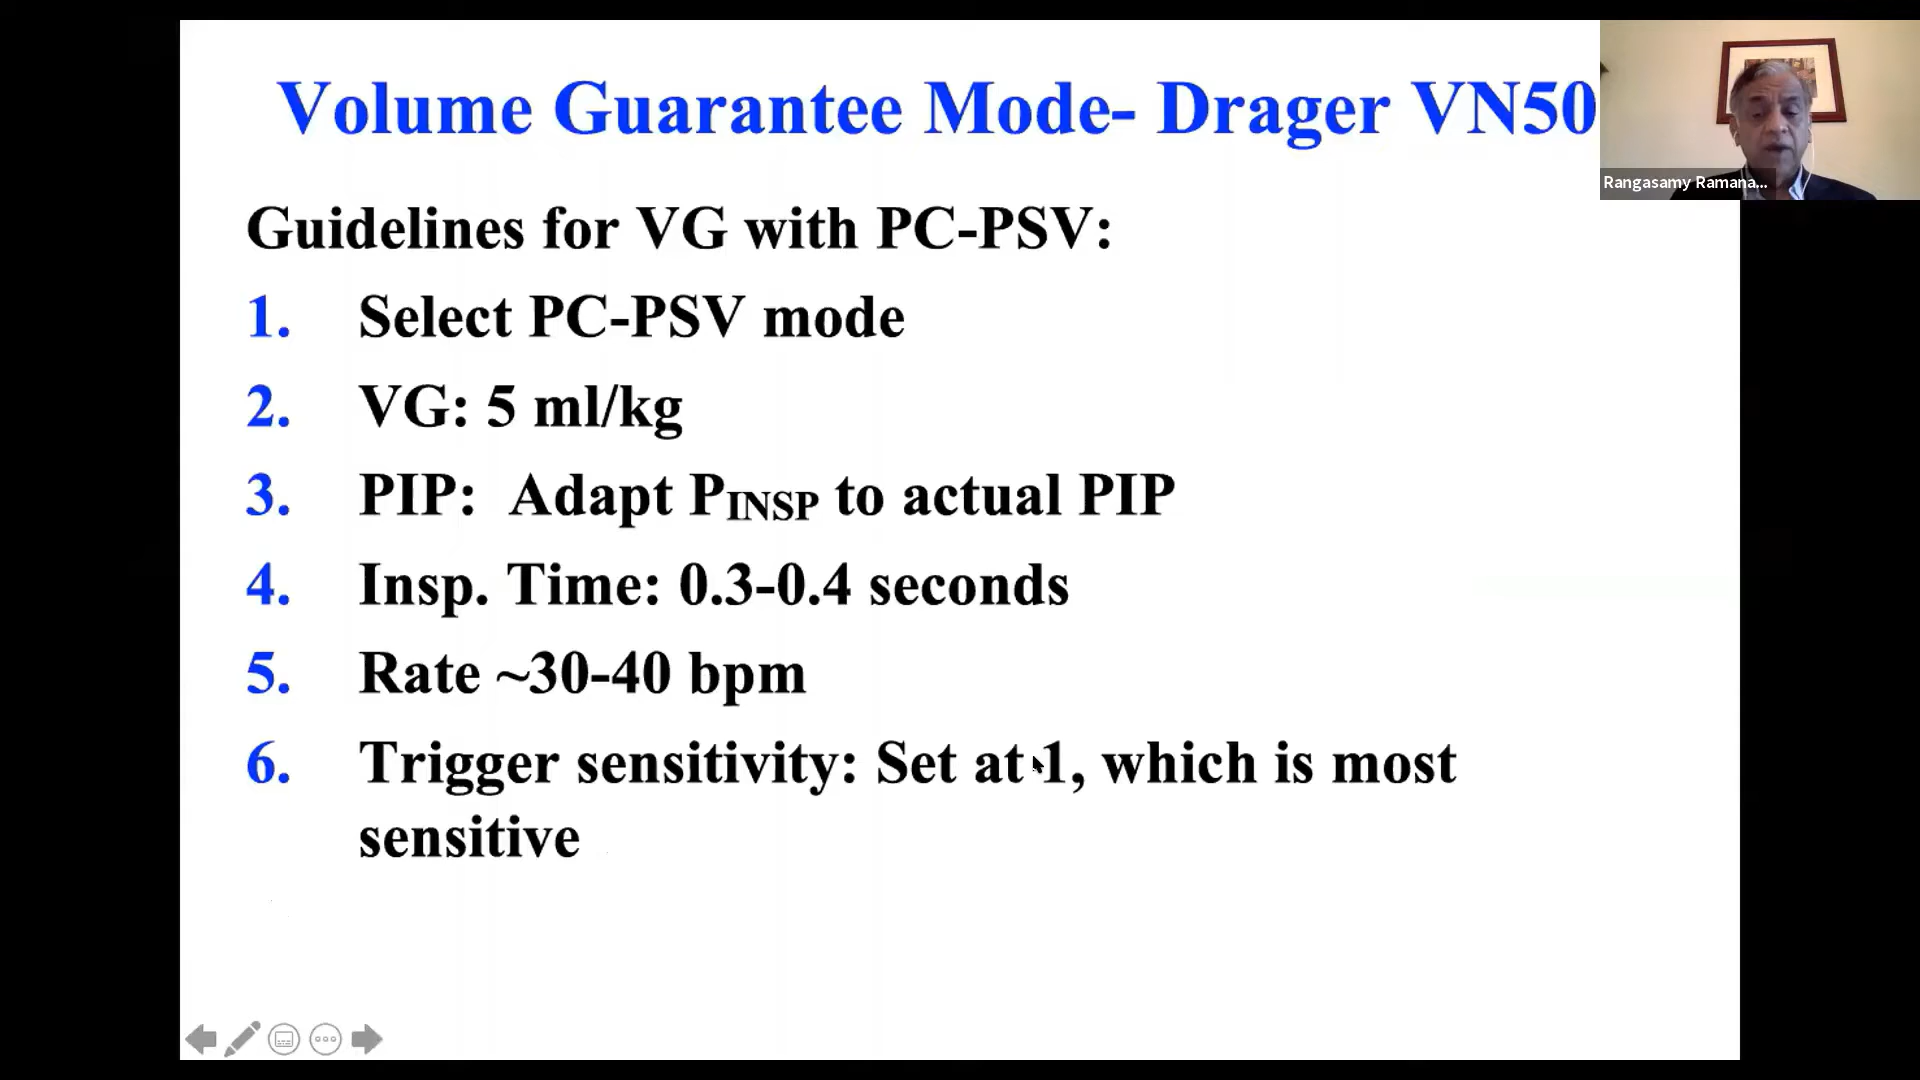 Volume Guarantee Mode- Drager VN50
Rangasamy Ramana...
Guidelines for VG with PC-PSV:
1. Select PC-PSV mode
2. VG: 5 ml/kg
3. PIP: Adapt PINSP to actual PIP
4. Insp. Time: 0.3-0.4 seconds
5. Rate ~30-40 bpm
6. Trigger sensitivity: Set at 1, which is most
sensitive